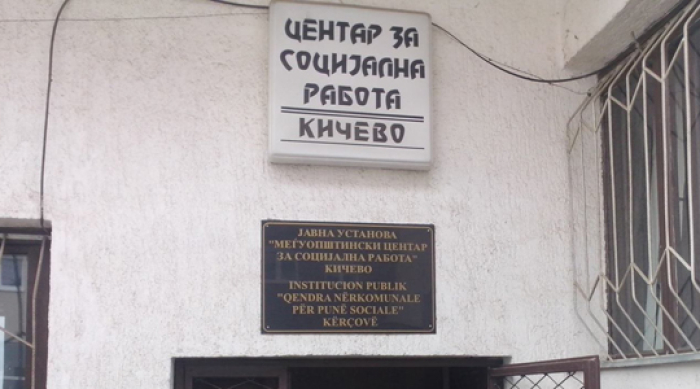 ЦЕНТАР ЗА
СОЦИЈАЛНА
РАБОТА
КИЧЕВО
ЈАВНА УСТАНОВА
"МЕЃУОПШТИНСКИ ЦЕНТАР
ЗА СОЦИЈАЛНА РАБОТА"
КИЧЕВО
INSTITUCION PUBLIK
"QENDRA NËRKOMUNALE
PËR PUNË SOCIALE"
KËRÇOVË